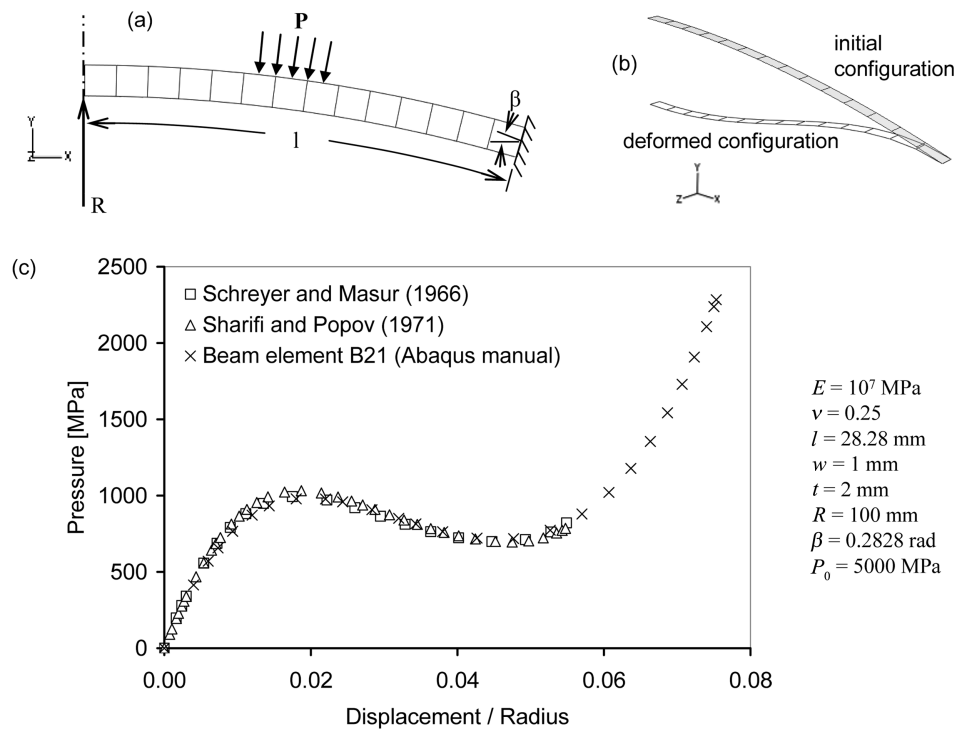 (a)
P
β
l
R
Y
Z
X
(b)
initial
configuration
deformed configuration
Y
Z
X
(c)
Pressure [MPa]
2500
2000
1500
1000
500
0
Schreyer and Masur (1966)
Sharifi and Popov (1971)
Beam element B21 (Abaqus manual)
0.00
0.02
0.04
0.06
0.08
Displacement / Radius
E = 10⁷ MPa
ν = 0.25
l = 28.28 mm
w = 1 mm
t = 2 mm
R = 100 mm
β = 0.2828 rad
P₀ = 5000 MPa